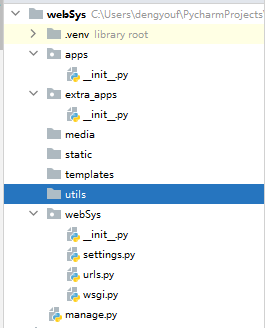 webSys C:\Users\dengyouf\PycharmProjects\
.venv library root
apps
__init__.py
extra_apps
__init__.py
media
static
templates
utils
webSys
__init__.py
settings.py
urls.py
wsgi.py
manage.py